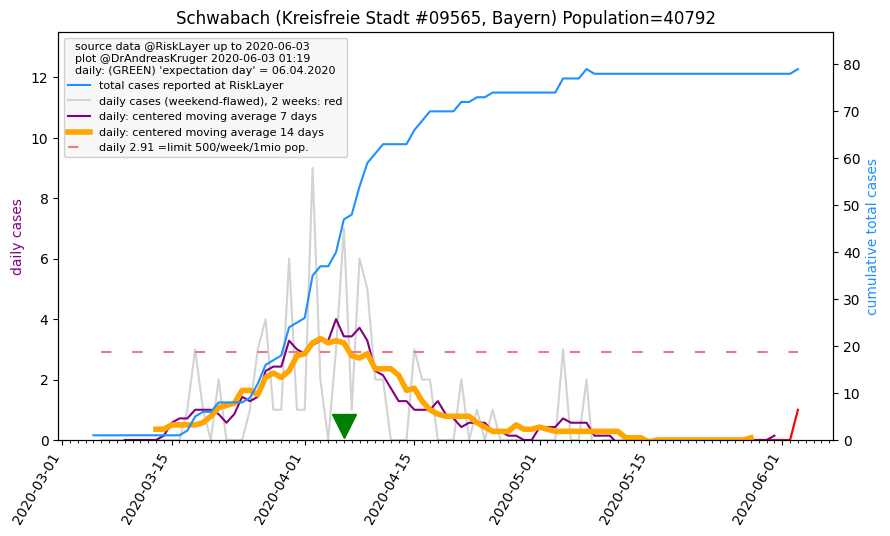 Schwabach (Kreisfreie Stadt #09565, Bayern) Population=40792
source data @RiskLayer up to 2020-06-03
plot @DrAndreasKruger 2020-06-03 01:19
daily: (GREEN) 'expectation day' = 06.04.2020
total cases reported at RiskLayer
daily cases (weekend-flawed), 2 weeks: red
daily: centered moving average 7 days
daily: centered moving average 14 days
daily 2.91 =limit 500/week/1mio pop.
daily cases
12
10
8
6
4
2
0
cumulative total cases
80
70
60
50
40
30
20
10
0
2020-03-01
2020-03-15
2020-04-01
2020-04-15
2020-05-01
2020-05-15
2020-06-01